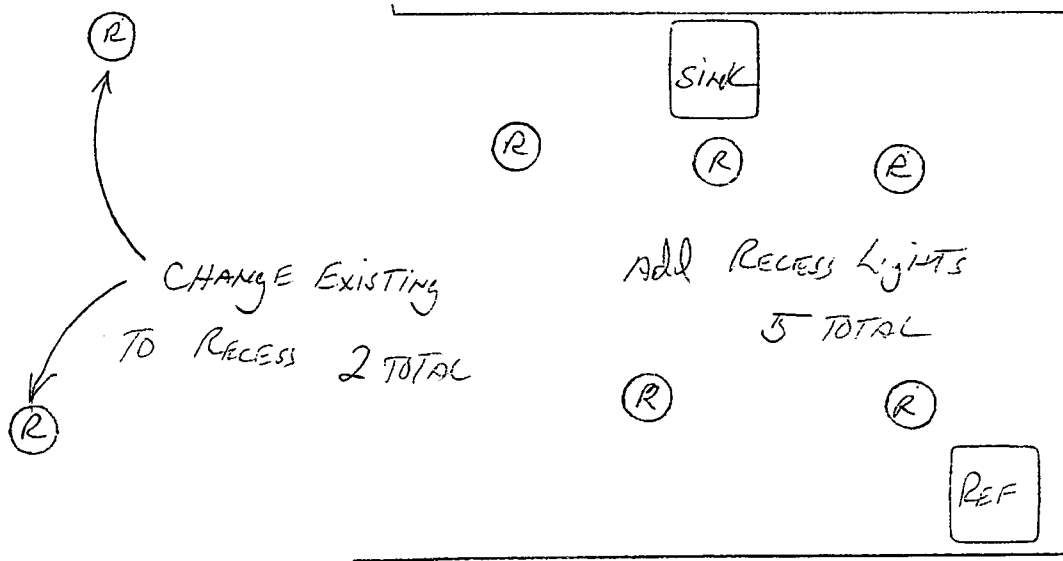 R
SINK
R
R
R
CHANGE EXISTING
TO RECESS 2 TOTAL
Add RECESS LigHTS
5 TOTAL
R
R
R
REF